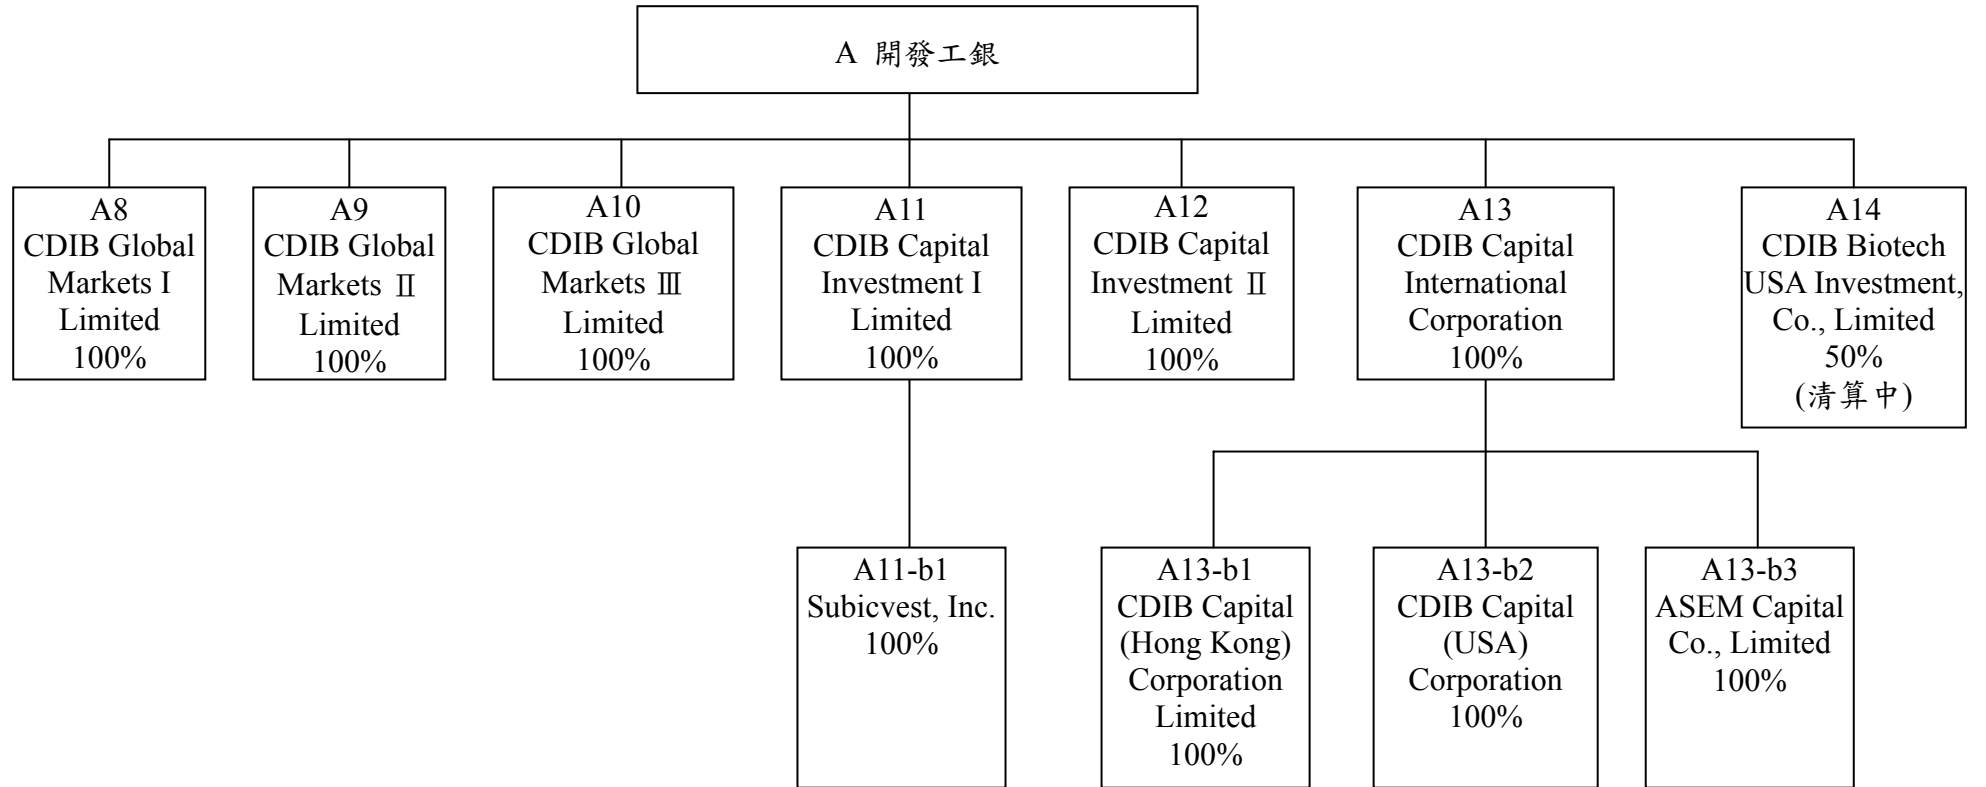 A 開發工銀
A8
CDIB Global
Markets I
Limited
100%
A9
CDIB Global
Markets Ⅱ
Limited
100%
A10
CDIB Global
Markets Ⅲ
Limited
100%
A11
CDIB Capital
Investment I
Limited
100%
A12
CDIB Capital
Investment Ⅱ
Limited
100%
A13
CDIB Capital
International
Corporation
100%
A14
CDIB Biotech
USA Investment,
Co., Limited
50%
(清算中)
A11-b1
Subicvest, Inc.
100%
A13-b1
CDIB Capital
(Hong Kong)
Corporation
Limited
100%
A13-b2
CDIB Capital
(USA)
Corporation
100%
A13-b3
ASEM Capital
Co., Limited
100%